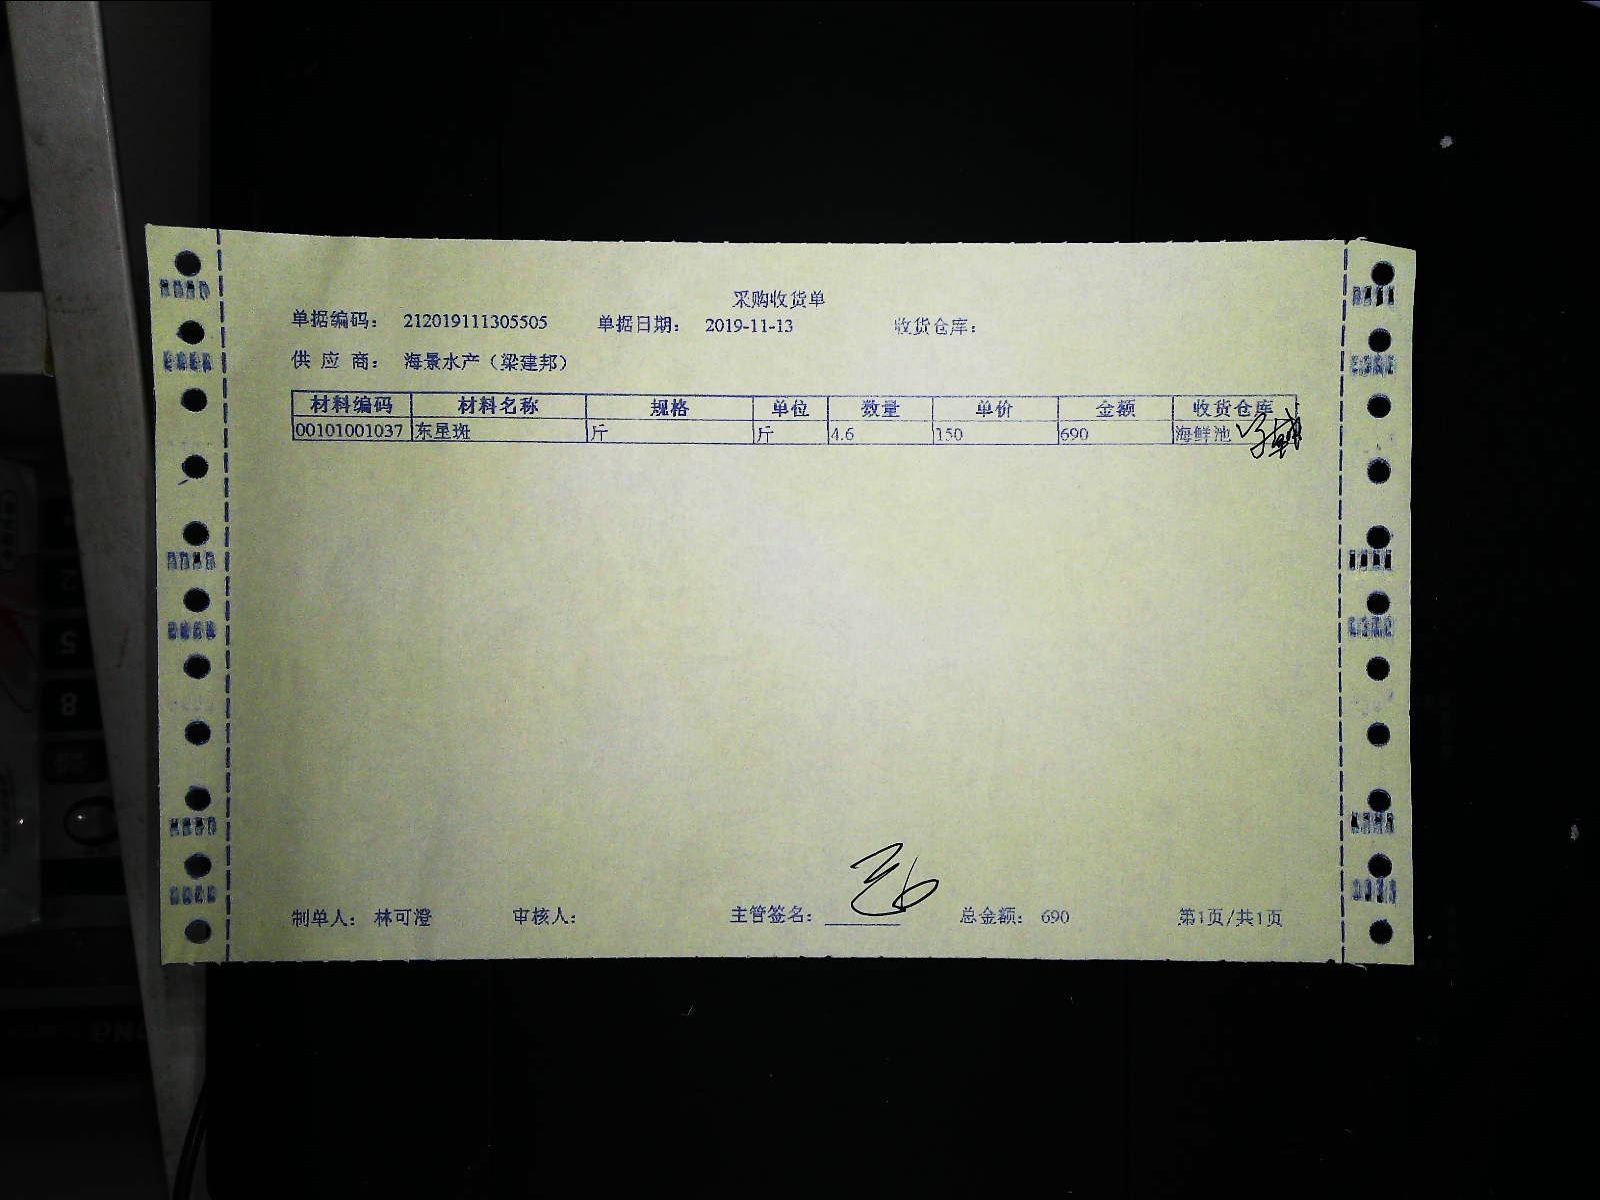 采购收货单
单据编码： 212019111305505 单据日期： 2019-11-13 收货仓库：
供 应 商： 海景水产（梁建邦）
材料编码 材料名称 规格 单位 数量 单价 金额 收货仓库
00101001037 东星斑 斤 斤 4.6 150 690 海鲜池
制单人： 林可澄 审核人： 主管签名： 总金额： 690 第1页/共1页